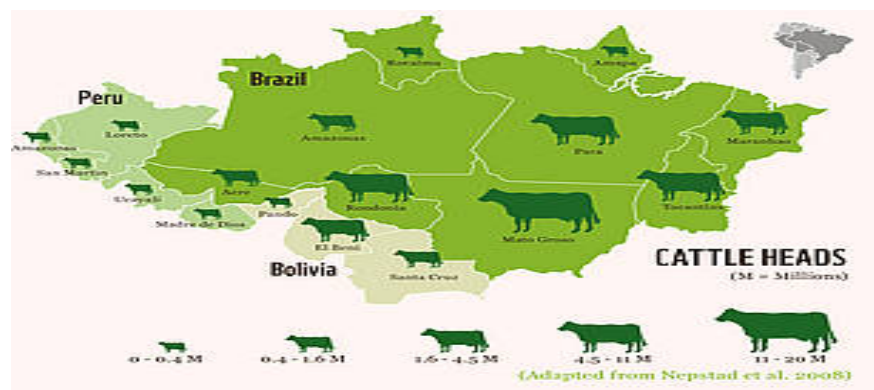 Roraima
Amapa
Brazil
Peru
Loreto
Amazonas
Amazonas
Para
Maranhao
San Martin
Ucayali
Acre
Madre de Dios
Pando
Rondonia
Tocantins
El Beni
Mato Groso
Bolivia
Santa Cruz
CATTLE HEADS
(M = Millions)
0 - 0.4 M
0.4 - 1.6 M
1.6 - 4.5 M
4.5 - 11 M
11 - 20 M
(Adapted from Nepstad et al. 2008)